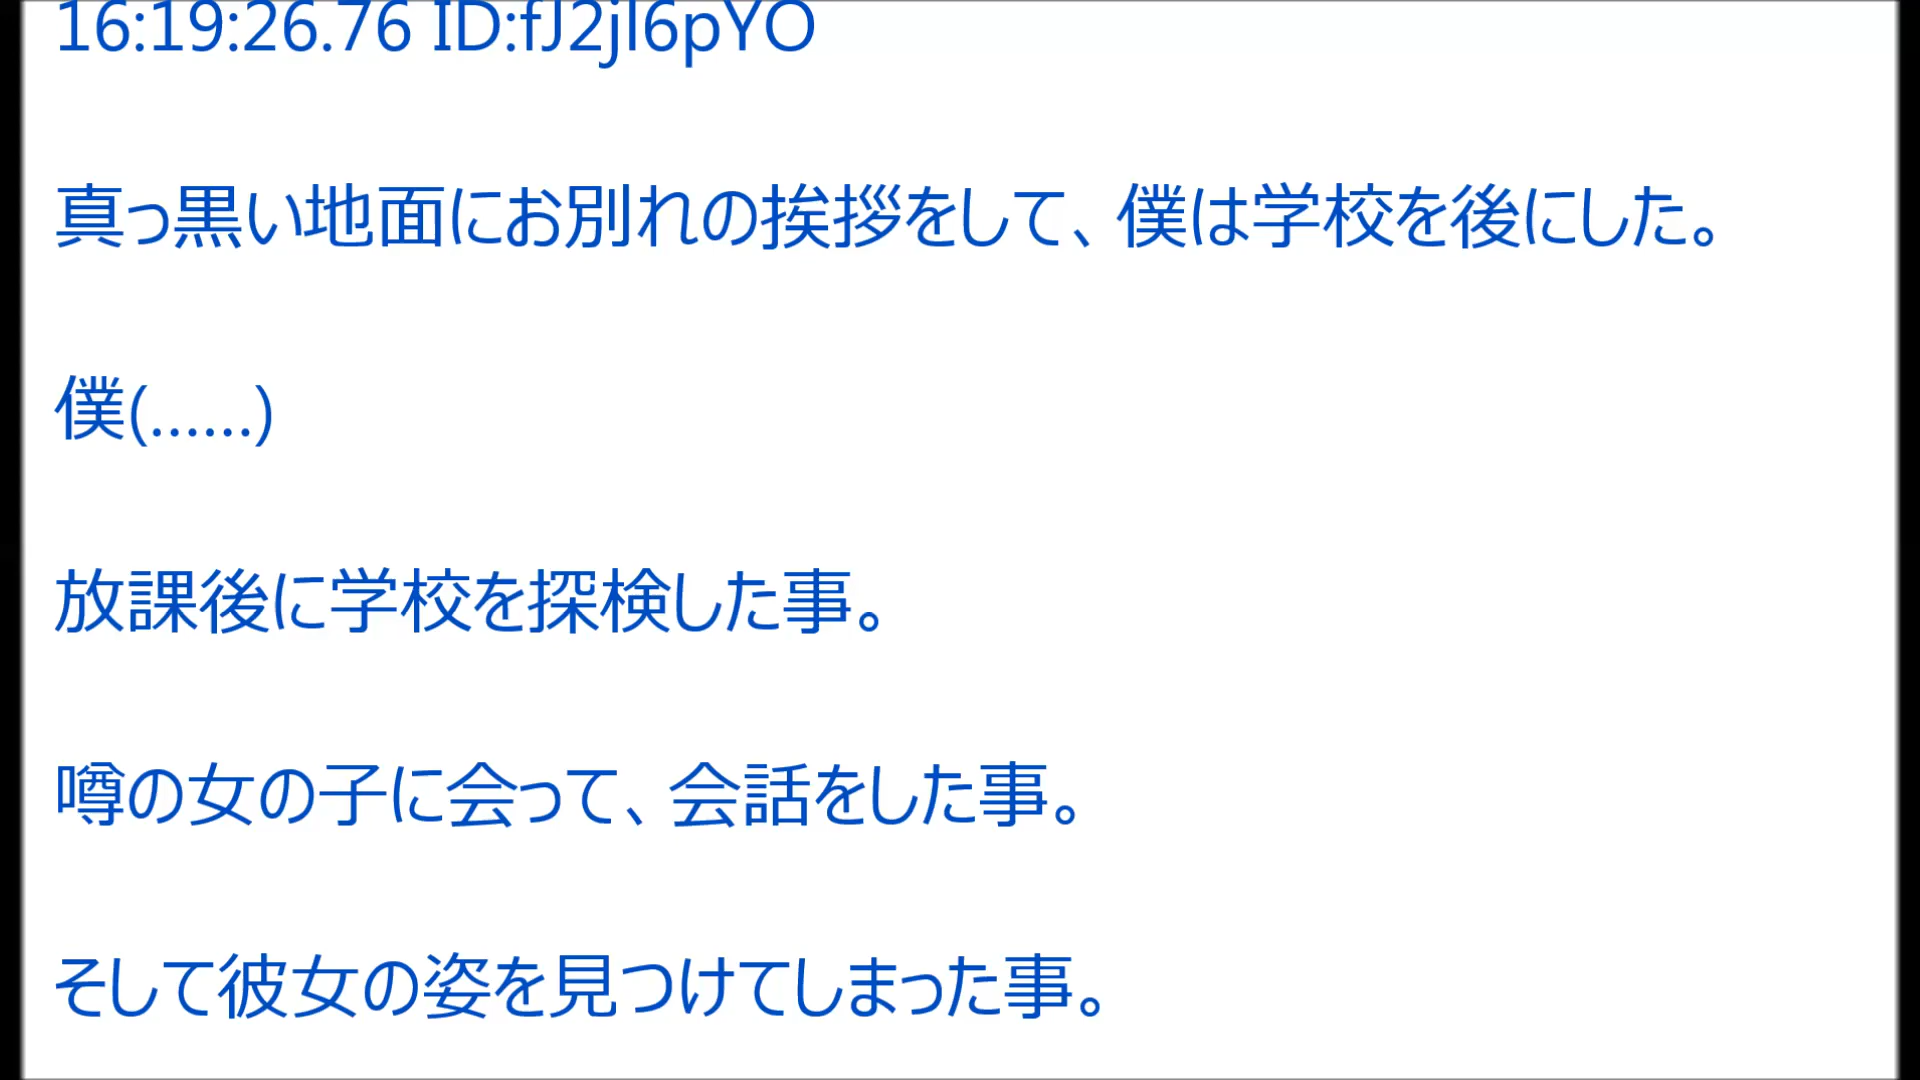 16:19:26.76 ID:fJ2jI6pYO
真っ黒い地面にお別れの挨拶をして、僕は学校を後にした。
僕(......)
放課後に学校を探検した事。
噂の女の子に会って、会話をした事。
そして彼女の姿を見つけてしまった事。